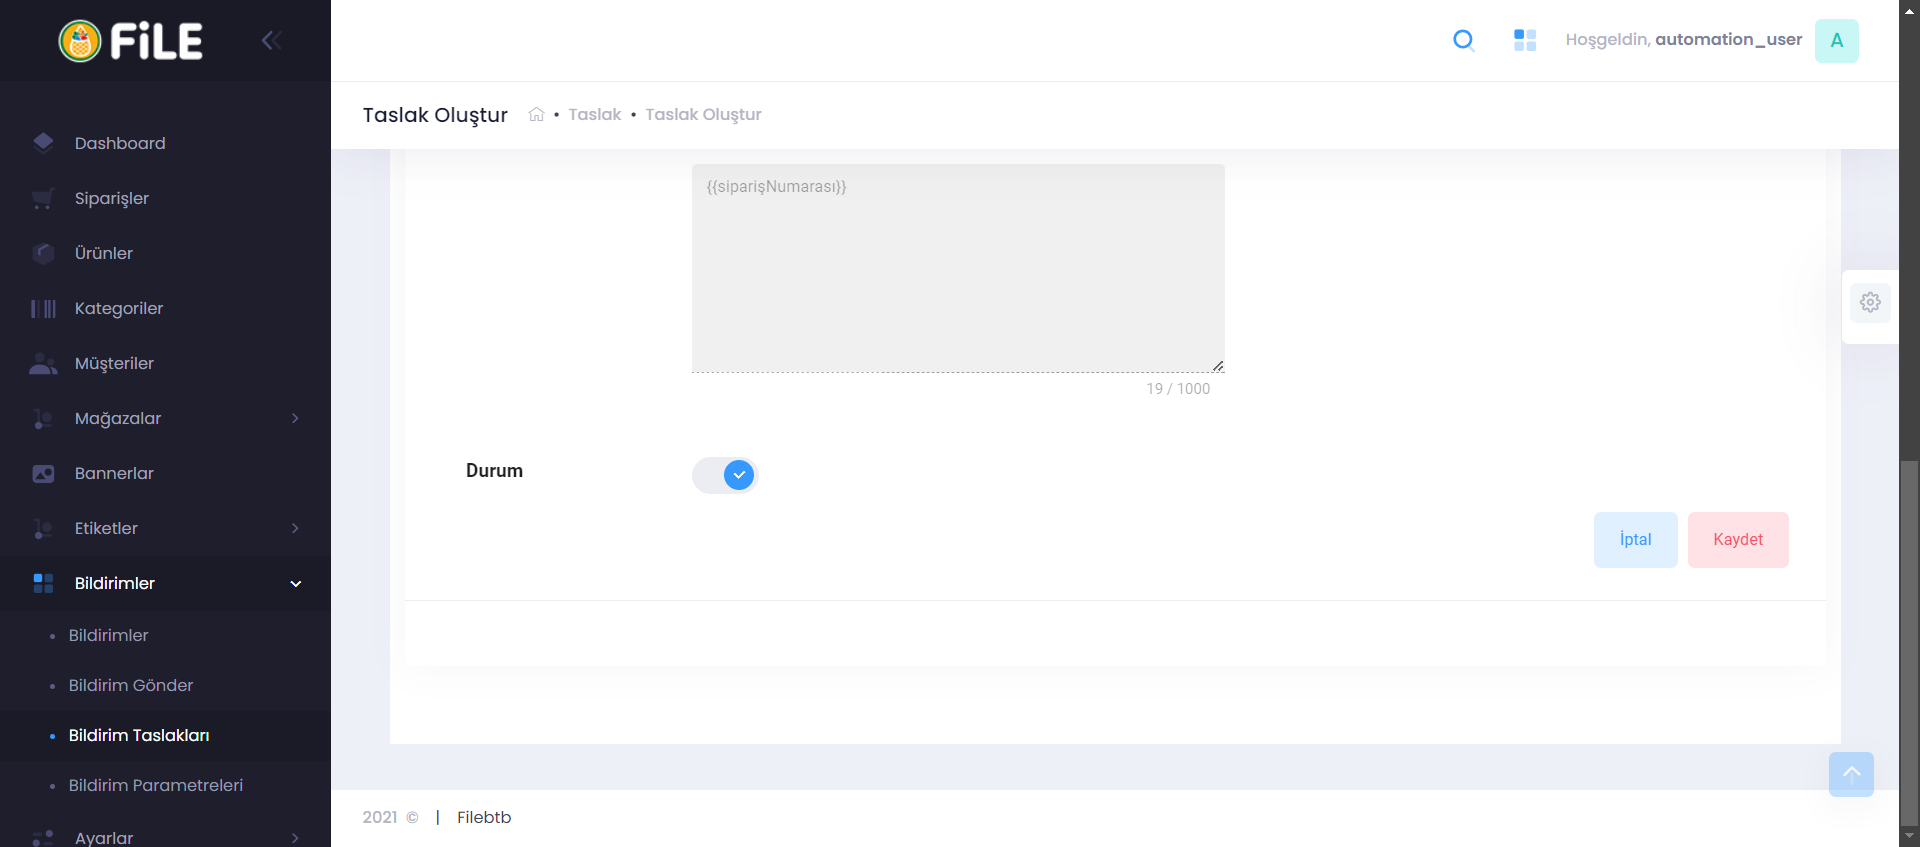 FiLE
Hoşgeldin, automation_user
A
Taslak Oluştur
Taslak • Taslak Oluştur
Dashboard
Siparişler
Ürünler
Kategoriler
Müşteriler
Mağazalar
Bannerlar
Etiketler
Bildirimler
Bildirimler
Bildirim Gönder
Bildirim Taslakları
Bildirim Parametreleri
Ayarlar
{{siparişNumarası}}
19 / 1000
Durum
İptal
Kaydet
2021 © | Filebtb